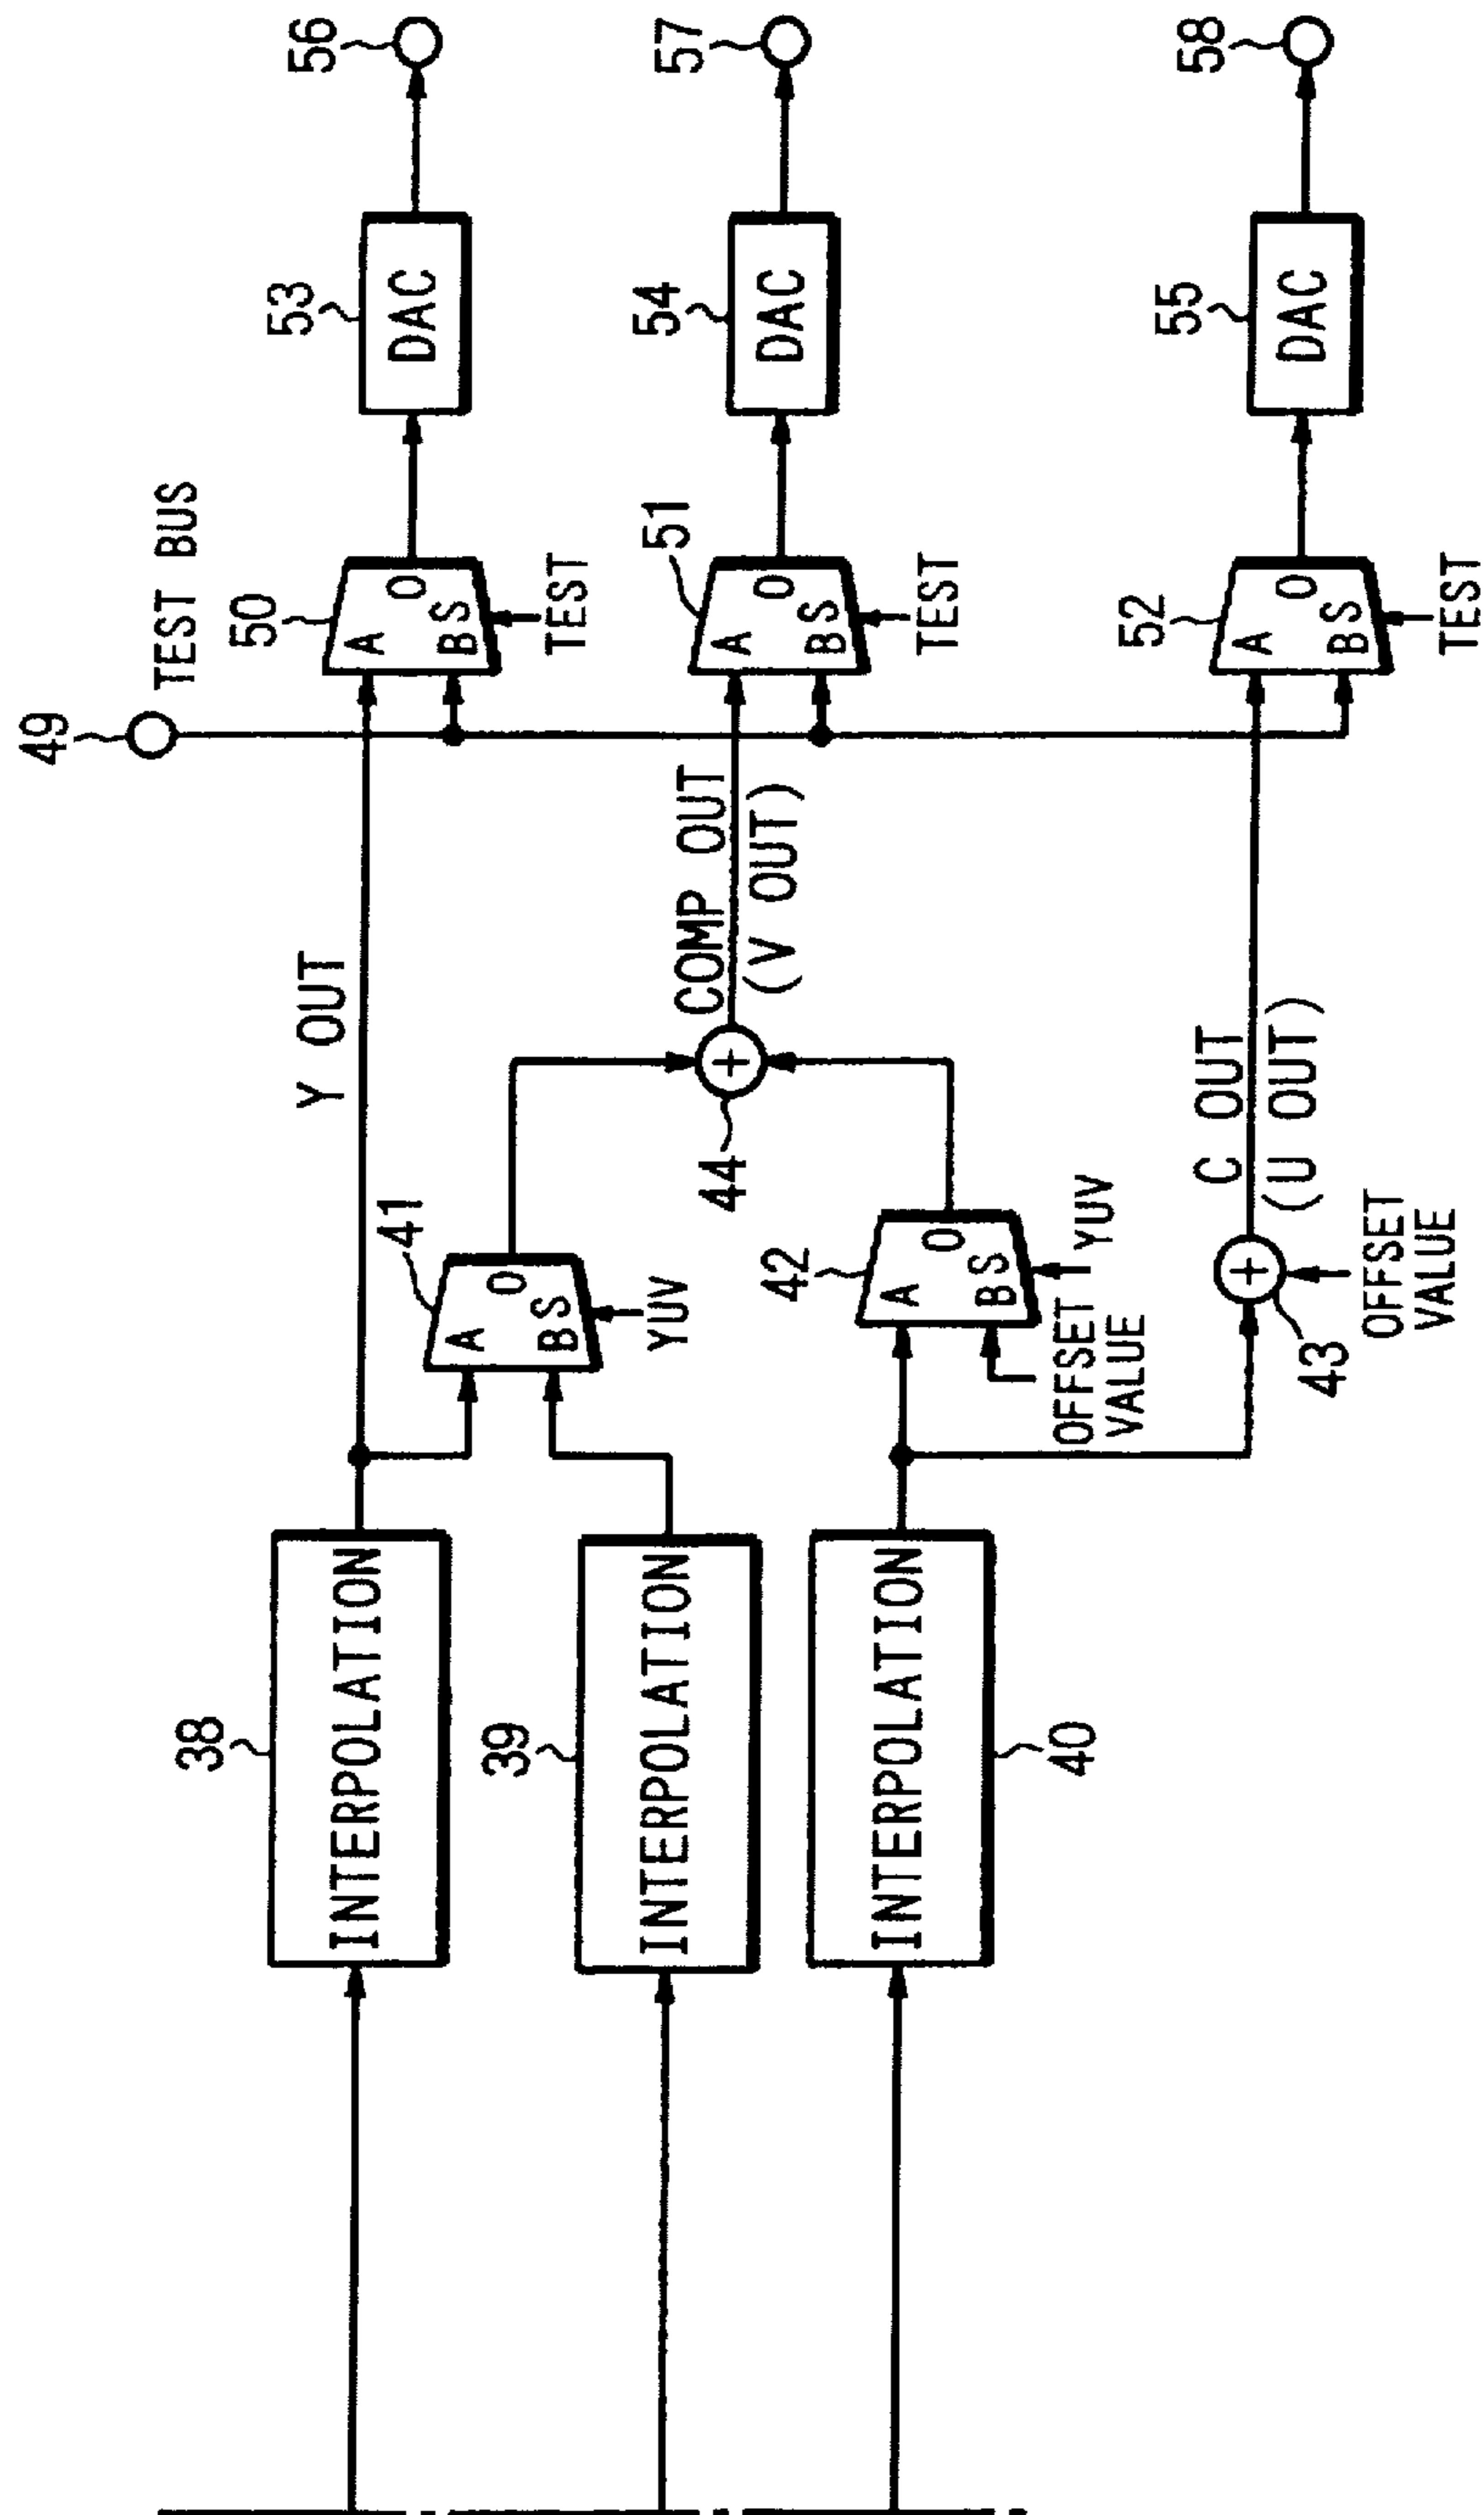 49
TEST BUS
56
53
DAC
50
A
O
B S
TEST
Y OUT
38
INTERPOLATION
41
A
O
B S
YUV
57
54
DAC
51
A
O
B S
TEST
COMP OUT
(V OUT)
44
39
INTERPOLATION
42
A
O
B S
YUV
OFFSET
VALUE
INTERPOLATION
40
58
55
DAC
52
A
O
B S
TEST
C OUT
(U OUT)
43
OFFSET
VALUE